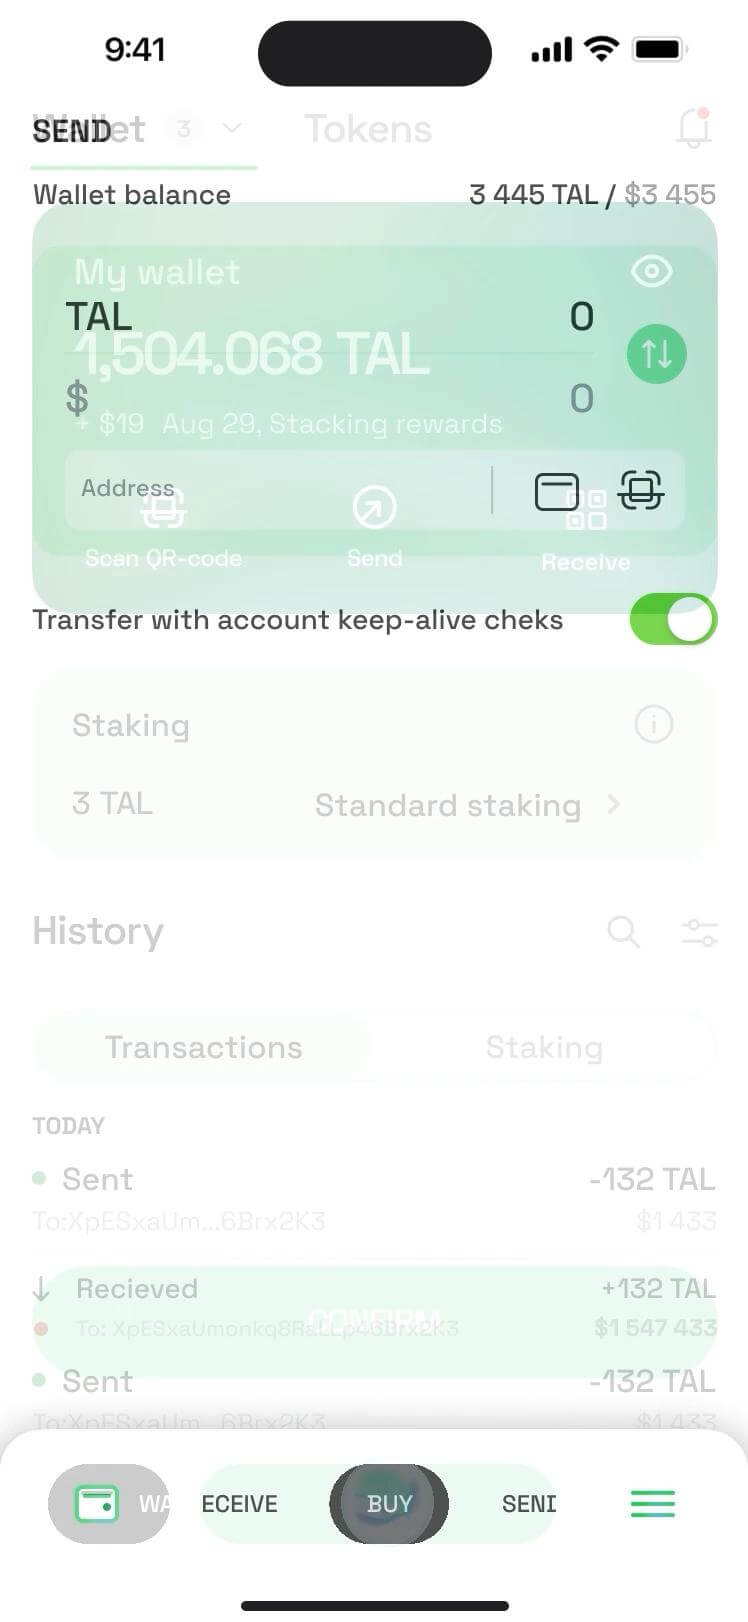 9:41
SEND
Wallet 3 Tokens
Wallet balance 3 445 TAL / $3 455
My wallet
TAL 0
1,504.068 TAL
$ 0
+ $19 Aug 29, Stacking rewards
Address
Scan QR-code Send Receive
Transfer with account keep-alive cheks
Staking
3 TAL Standard staking
History
Transactions Staking
TODAY
Sent -132 TAL
To:XpESxaUm...6Brx2K3 $1 433
Recieved +132 TAL
CONFIRM
To: XpESxaUmonkq8RaLLp46Brx2K3 $1 547 433
Sent -132 TAL
To:XpESxaUm...6Brx2K3 $1 433
WA ECEIVE BUY SENI